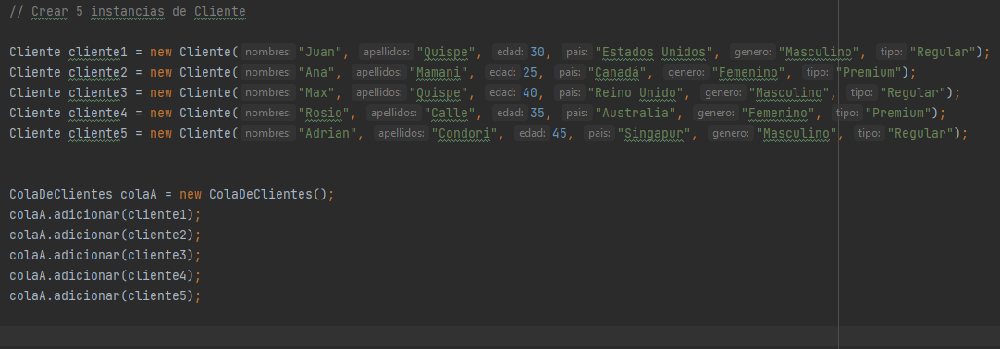 // Crear 5 instancias de Cliente
Cliente cliente1 = new Cliente( nombres: "Juan", apellidos: "Quispe", edad: 30, pais: "Estados Unidos", genero: "Masculino", tipo: "Regular");
Cliente cliente2 = new Cliente( nombres: "Ana", apellidos: "Mamani", edad: 25, pais: "Canadá", genero: "Femenino", tipo: "Premium");
Cliente cliente3 = new Cliente( nombres: "Max", apellidos: "Quispe", edad: 40, pais: "Reino Unido", genero: "Masculino", tipo: "Regular");
Cliente cliente4 = new Cliente( nombres: "Rosio", apellidos: "Calle", edad: 35, pais: "Australia", genero: "Femenino", tipo: "Premium");
Cliente cliente5 = new Cliente( nombres: "Adrian", apellidos: "Condori", edad: 45, pais: "Singapur", genero: "Masculino", tipo: "Regular");
ColaDeClientes colaA = new ColaDeClientes();
colaA.adicionar(cliente1);
colaA.adicionar(cliente2);
colaA.adicionar(cliente3);
colaA.adicionar(cliente4);
colaA.adicionar(cliente5);